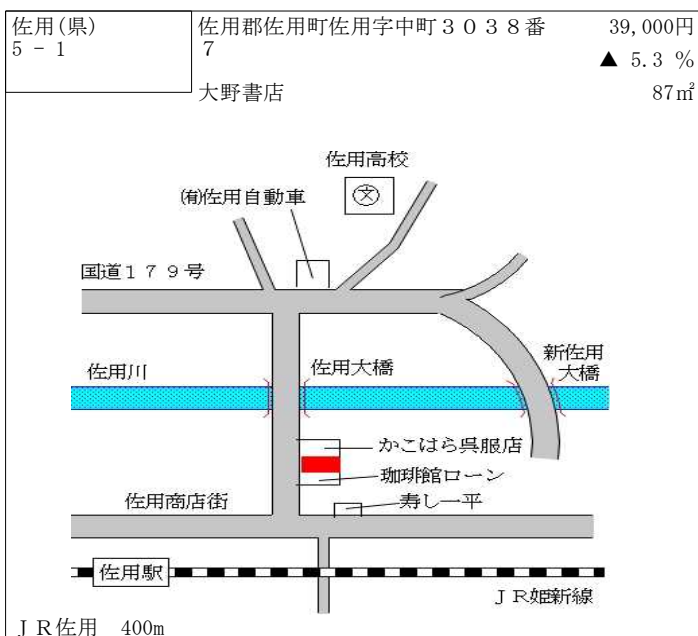 佐用(県)
5 - 1
佐用郡佐用町佐用字中町３０３８番
7
39,000円
▲ 5.3 %
大野書店
87㎡
佐用高校
文
㈲佐用自動車
国道１７９号
佐用川
佐用大橋
新佐用
大橋
かこはら呉服店
珈琲館ローン
佐用商店街
寿し一平
佐用駅
ＪＲ姫新線
ＪＲ佐用 400m